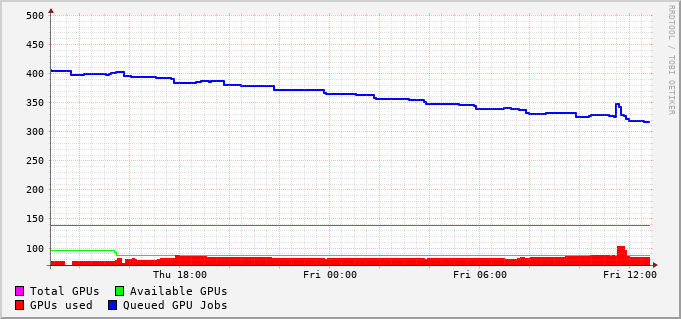 500
450
400
350
300
250
200
150
100
Thu 18:00 Fri 00:00 Fri 06:00 Fri 12:00
Total GPUs Available GPUs
GPUs used Queued GPU Jobs
RRDTOOL / TOBI OETIKER